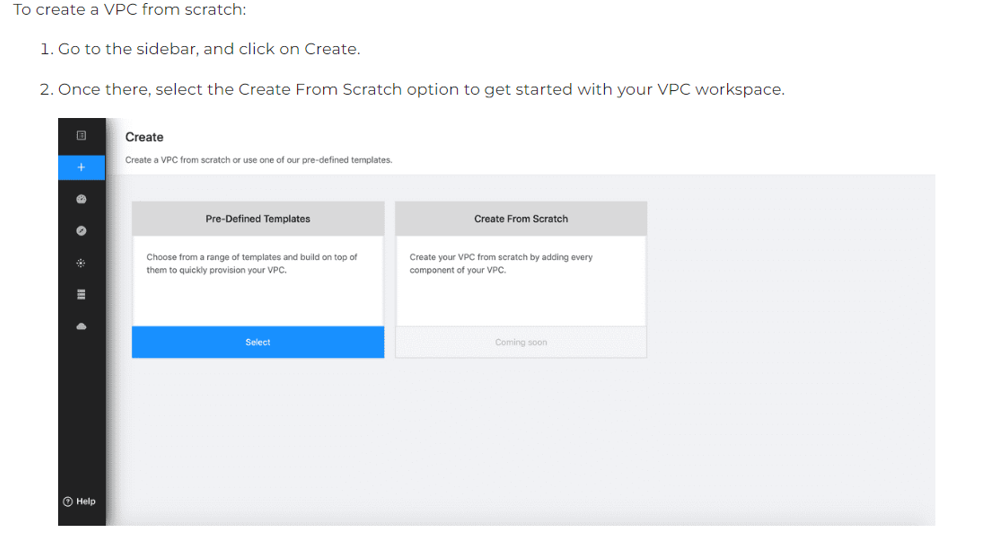 To create a VPC from scratch:
1. Go to the sidebar, and click on Create.
2. Once there, select the Create From Scratch option to get started with your VPC workspace.
Create
Create a VPC from scratch or use one of our pre-defined templates.
Pre-Defined Templates
Choose from a range of templates and build on top of
them to quickly provision your VPC.
Select
Create From Scratch
Create your VPC from scratch by adding every
component of your VPC.
Coming soon
Help